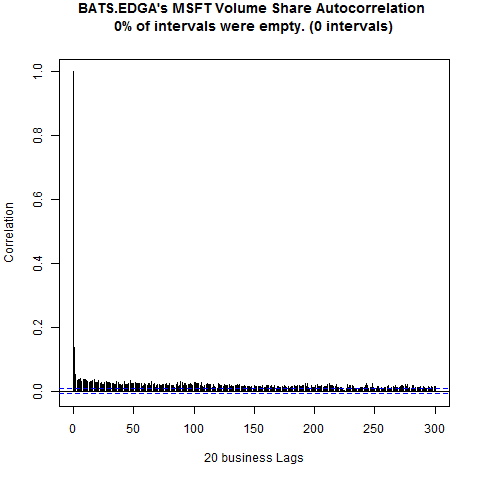 BATS.EDGA's MSFT Volume Share Autocorrelation
0% of intervals were empty. (0 intervals)
Correlation
1.0
0.8
0.6
0.4
0.2
0.0
0 50 100 150 200 250 300
20 business Lags